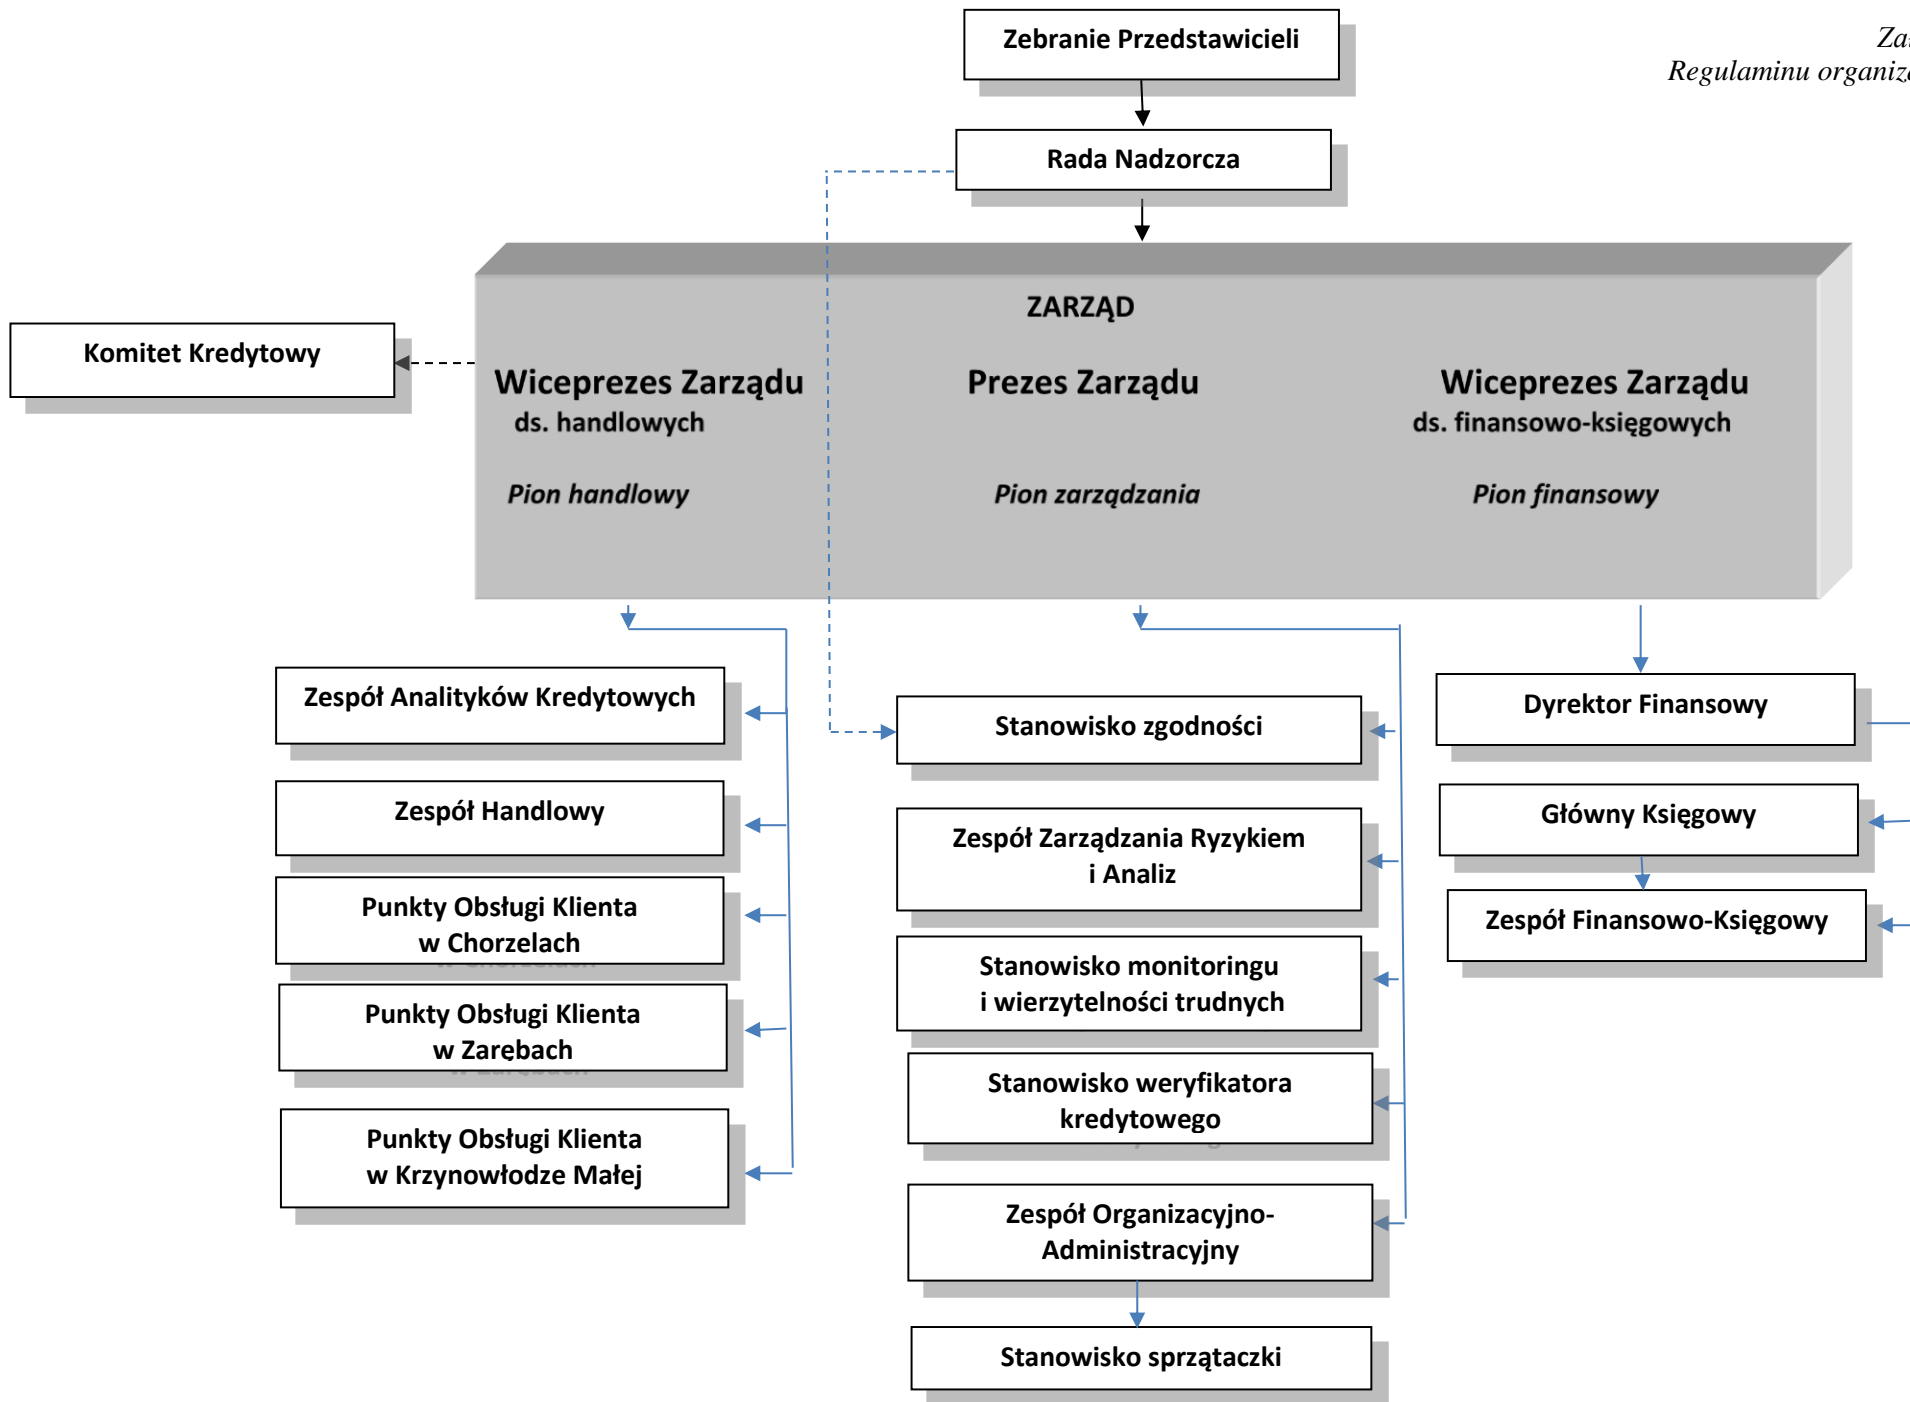 Zebranie Przedstawicieli
Regulaminu
Rada Nadzorcza
ZARZĄD
Komitet Kredytowy
Wiceprezes Zarządu
ds. handlowych
Pion handlowy
Prezes Zarządu
Pion zarządzania
Wiceprezes Zarządu
ds. finansowo-księgowych
Pion finansowy
Zespół Analityków Kredytowych
Zespół Handlowy
Punkty Obsługi Klienta
w Chorzelach
Punkty Obsługi Klienta
w Zarębach
Punkty Obsługi Klienta
w Krzynowłodze Małej
Stanowisko zgodności
Zespół Zarządzania Ryzykiem
i Analiz
Stanowisko monitoringu
i wierzytelności trudnych
Stanowisko weryfikatora
kredytowego
Zespół Organizacyjno-
Administracyjny
Stanowisko sprzątaczki
Dyrektor Finansowy
Główny Księgowy
Zespół Finansowo-Księgowy